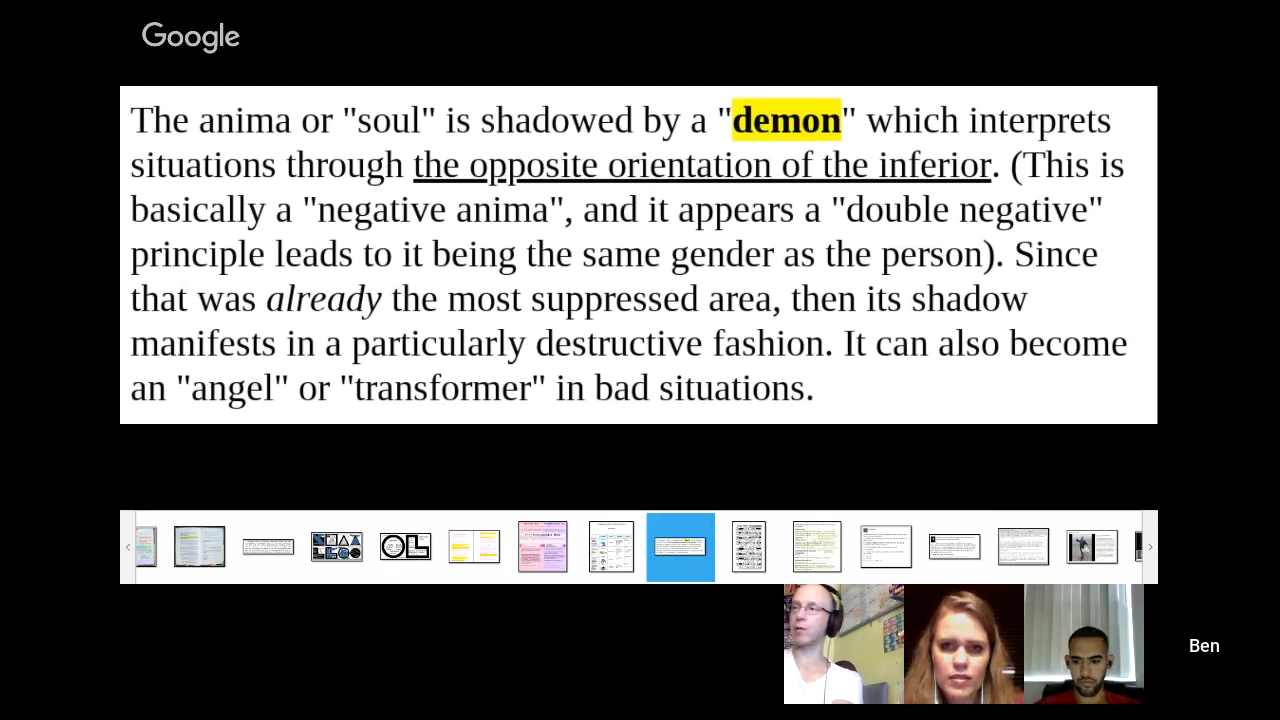 Google
The anima or "soul" is shadowed by a "demon" which interprets
situations through the opposite orientation of the inferior. (This is
basically a "negative anima", and it appears a "double negative"
principle leads to it being the same gender as the person). Since
that was already the most suppressed area, then its shadow
manifests in a particularly destructive fashion. It can also become
an "angel" or "transformer" in bad situations.
Ben